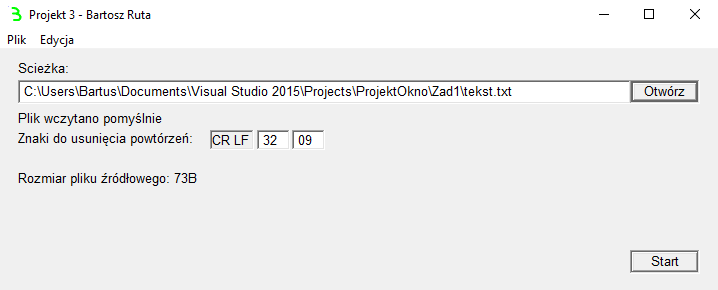 Projekt 3 - Bartosz Ruta
Plik Edycja
Scieżka:
C:\Users\Bartus\Documents\Visual Studio 2015\Projects\ProjektOkno\Zad1\tekst.txt Otwórz
Plik wczytano pomyślnie
Znaki do usunięcia powtórzeń: CR LF 32 09
Rozmiar pliku źródłowego: 73B
Start